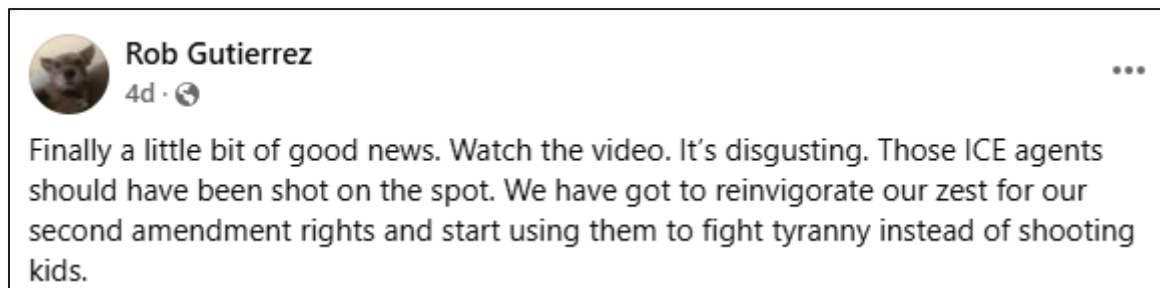 Rob Gutierrez
4d ·
Finally a little bit of good news. Watch the video. It's disgusting. Those ICE agents
should have been shot on the spot. We have got to reinvigorate our zest for our
second amendment rights and start using them to fight tyranny instead of shooting
kids.